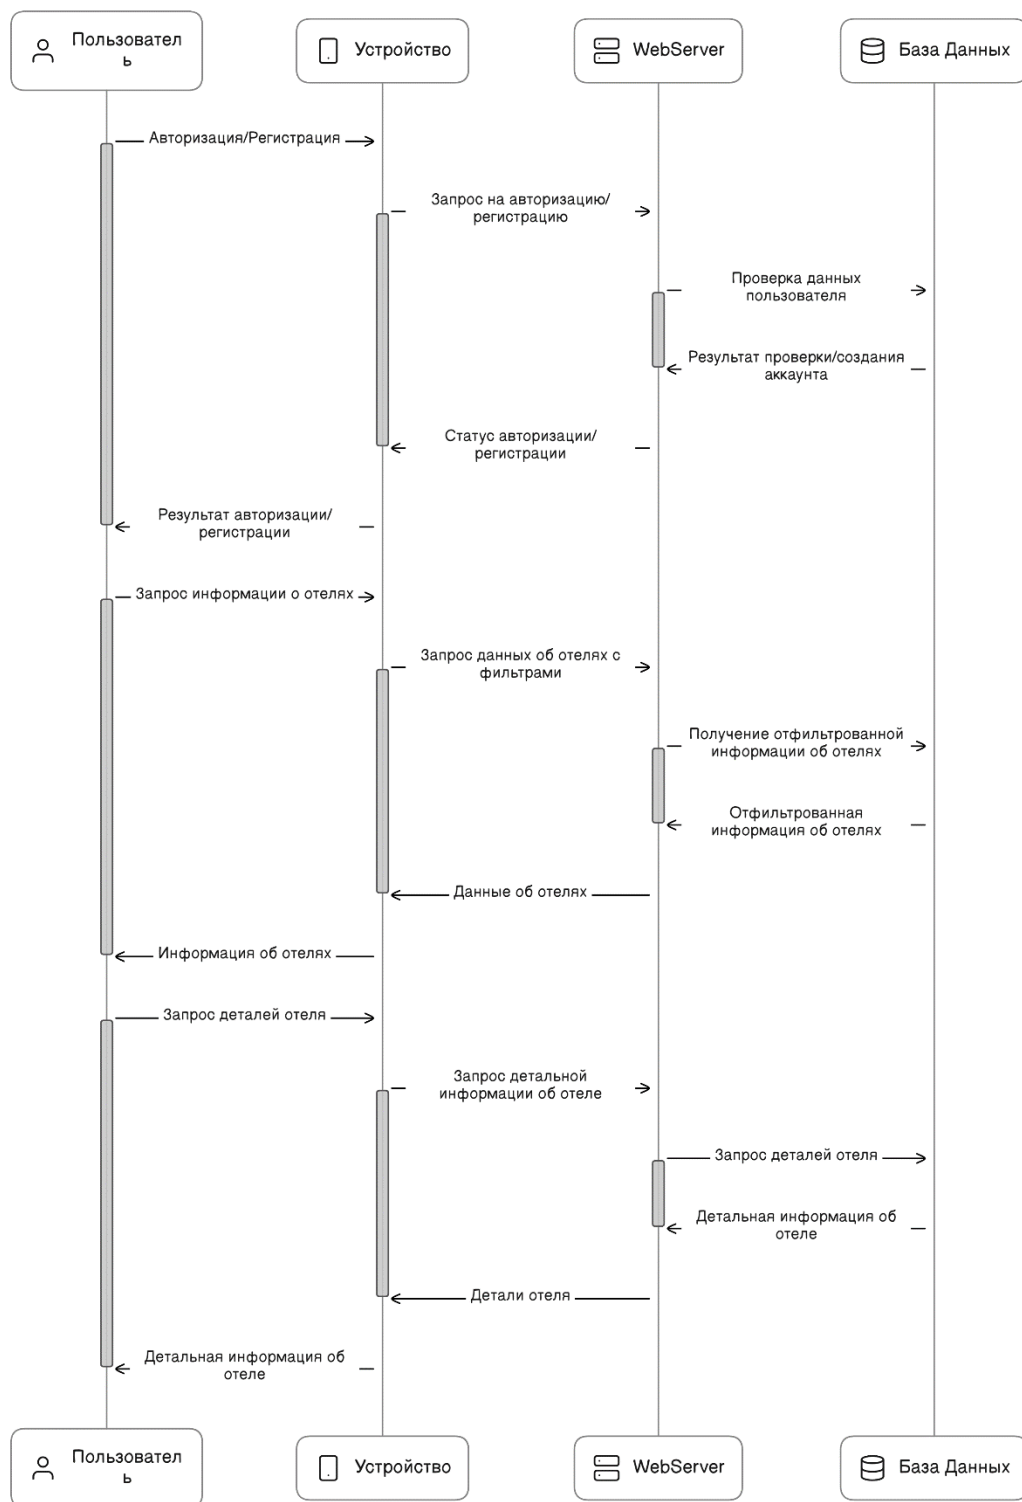 Пользовател
ь
Устройство
WebServer
База Данных
Авторизация/Регистрация
Запрос на авторизацию/
регистрацию
Проверка данных
пользователя
Результат проверки/создания
аккаунта
Статус авторизации/
регистрации
Результат авторизации/
регистрации
Запрос информации о отелях
Запрос данных об отелях с
фильтрами
Получение отфильтрованной
информации об отелях
Отфильтрованная
информация об отелях
Данные об отелях
Информация об отелях
Запрос деталей отеля
Запрос детальной
информации об отеле
Запрос деталей отеля
Детальная информация об
отеле
Детали отеля
Детальная информация об
отеле
Пользовател
ь
Устройство
WebServer
База Данных